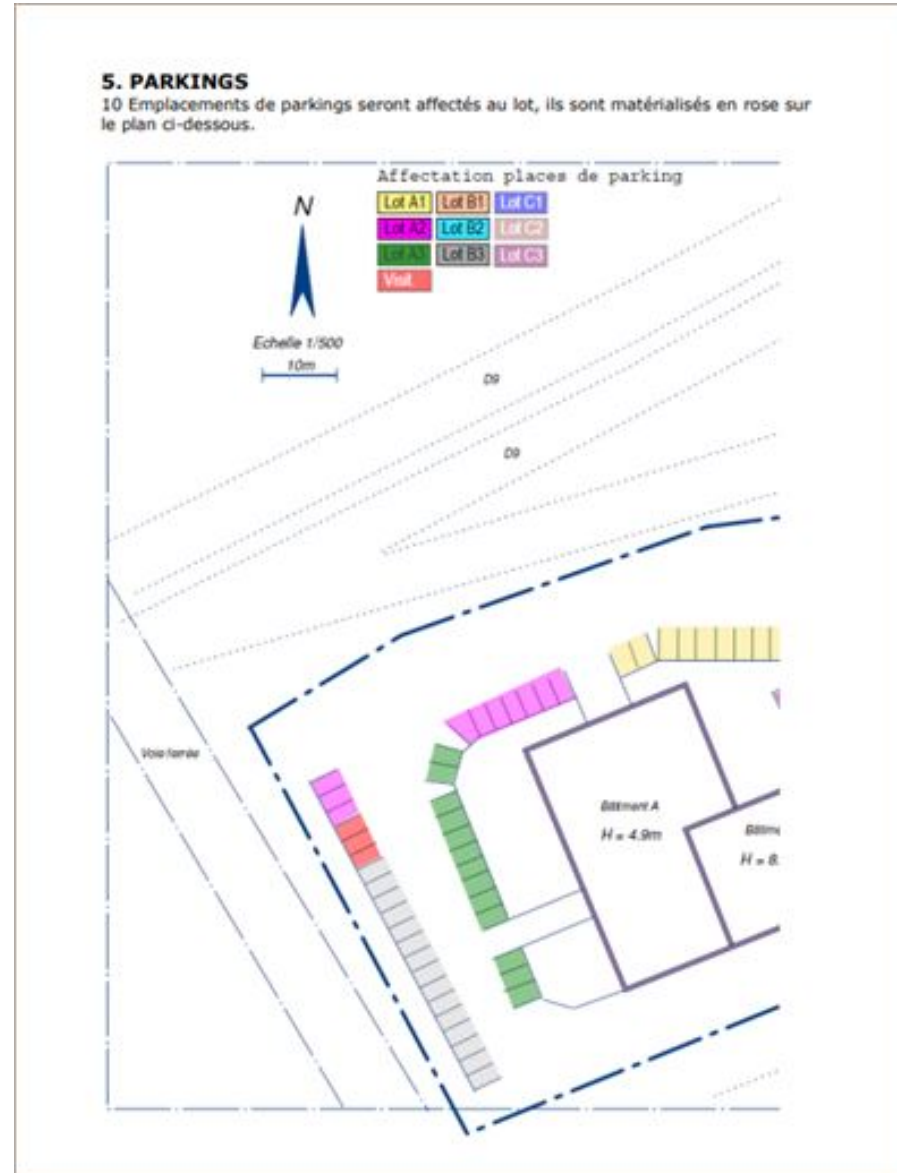 5. PARKINGS
10 Emplacements de parkings seront affectés au lot, ils sont matérialisés en rose sur
le plan ci-dessous.
Affectation places de parking
N
Lot A1 Lot B1 Lot C1
Lot A2 Lot B2 Lot C2
Lot A3 Lot B3 Lot C3
Visit
Echelle 1/500
10m
D9
D9
Voie ferrée
Bâtiment A
H = 4.9m
Bâtime
H = 8.